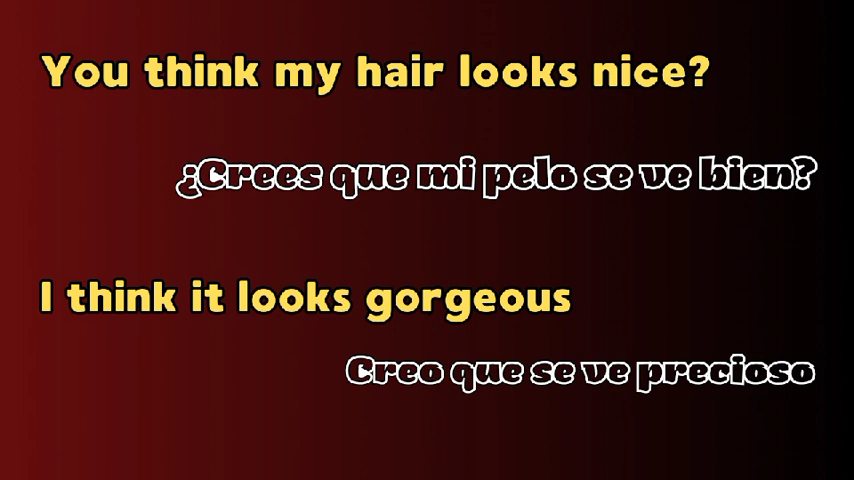 You think my hair looks nice?
¿Crees que mi pelo se ve bien?
I think it looks gorgeous
Creo que se ve precioso